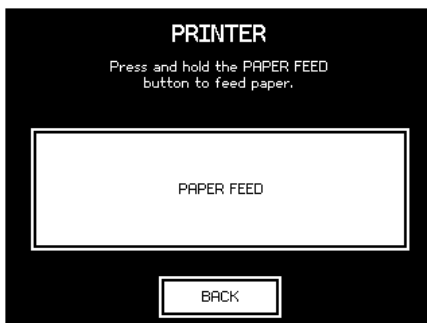 PRINTER
Press and hold the PAPER FEED
button to feed paper.
PAPER FEED
BACK